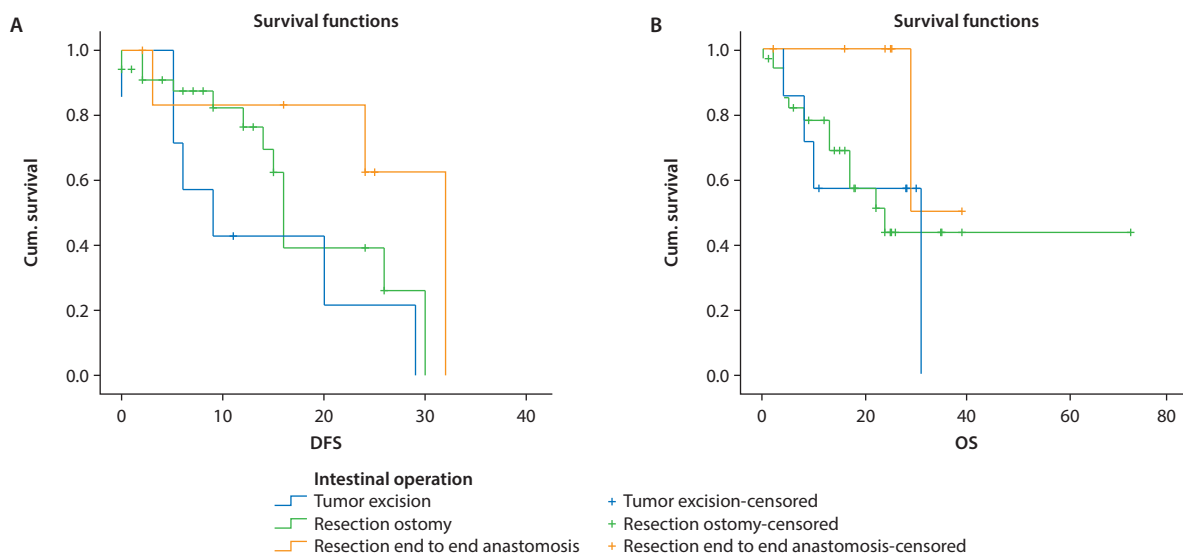 A
Survival functions
Cum. survival
1.0
0.8
0.6
0.4
0.2
0.0
0 10 20 30 40
DFS
B
Survival functions
Cum. survival
1.0
0.8
0.6
0.4
0.2
0.0
0 20 40 60 80
OS
Intestinal operation
Tumor excision
Resection ostomy
Resection end to end anastomosis
Tumor excision-censored
Resection ostomy-censored
Resection end to end anastomosis-censored